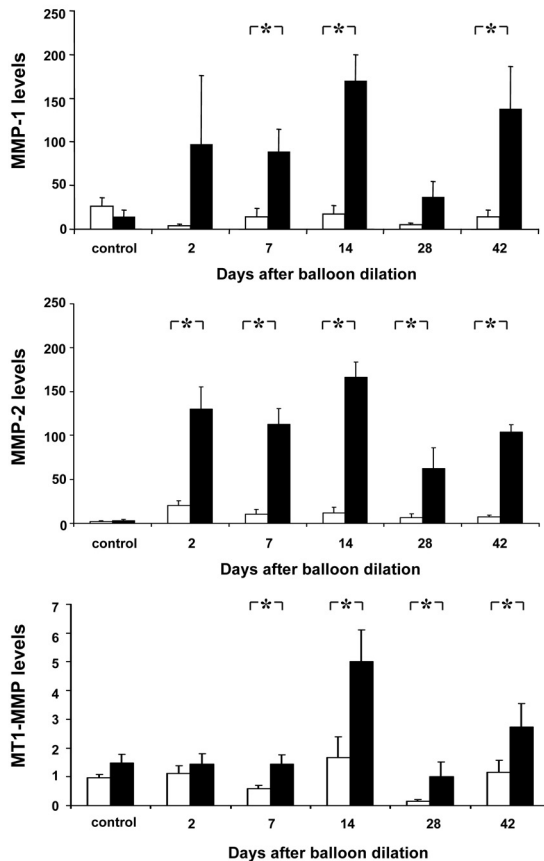 MMP-1 levels
250
200
150
100
50
0
* * *
control 2 7 14 28 42
Days after balloon dilation
MMP-2 levels
250
200
150
100
50
0
* * * * *
control 2 7 14 28 42
Days after balloon dilation
MT1-MMP levels
7
6
5
4
3
2
1
0
* * * *
control 2 7 14 28 42
Days after balloon dilation